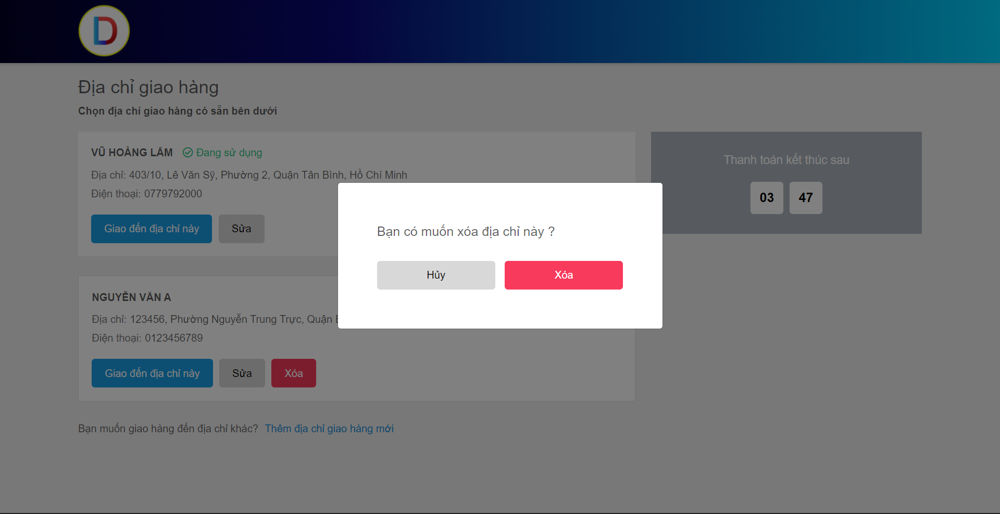 D
Địa chỉ giao hàng
Chọn địa chỉ giao hàng có sẵn bên dưới
VŨ HOÀNG LÂM Đang sử dụng
Địa chỉ: 403/10, Lê Văn Sỹ, Phường 2, Quận Tân Bình, Hồ Chí Minh
Điện thoại: 0779792000
Giao đến địa chỉ này Sửa
Thanh toán kết thúc sau
03 47
Bạn có muốn xóa địa chỉ này ?
Hủy Xóa
NGUYỄN VĂN A
Địa chỉ: 123456, Phường Nguyễn Trung Trực, Quận
Điện thoại: 0123456789
Giao đến địa chỉ này Sửa Xóa
Bạn muốn giao hàng đến địa chỉ khác? Thêm địa chỉ giao hàng mới